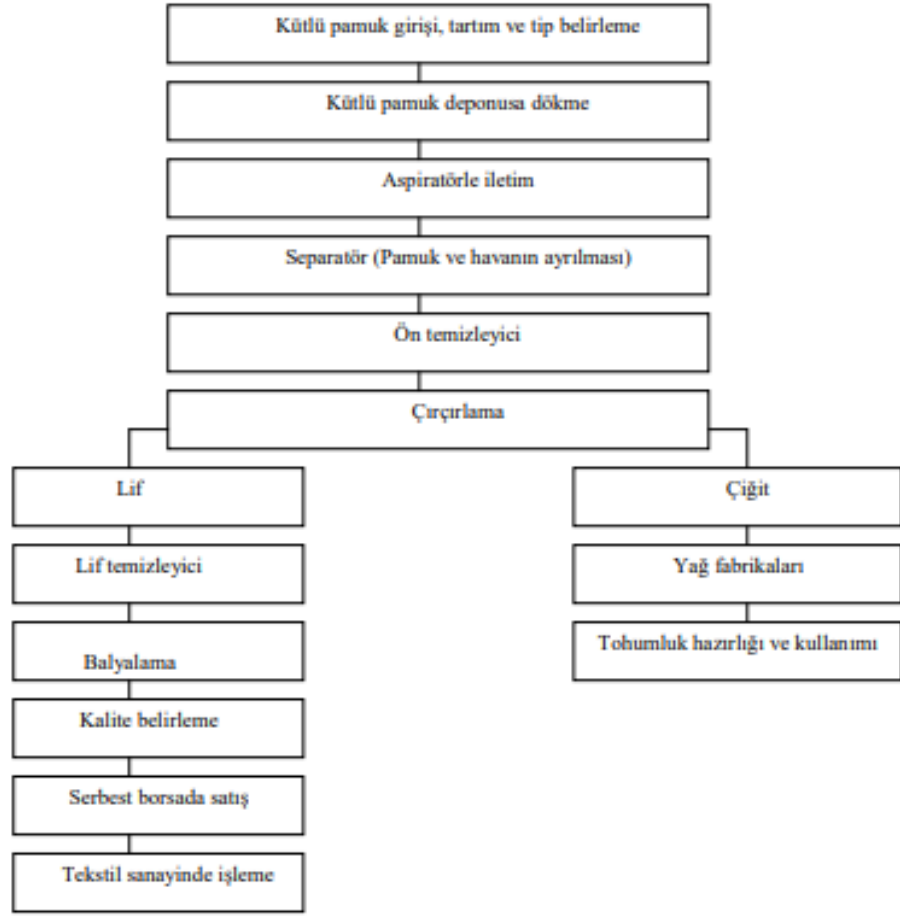 Kütlü pamuk girişi, tartım ve tip belirleme
Kütlü pamuk deponusa dökme
Aspiratörle iletim
Separatör (Pamuk ve havanın ayrılması)
Ön temizleyici
Çırçırlama
Lif
Lif temizleyici
Balyalama
Kalite belirleme
Serbest borsada satış
Tekstil sanayinde işleme
Çiğit
Yağ fabrikaları
Tohumluk hazırlığı ve kullanımı